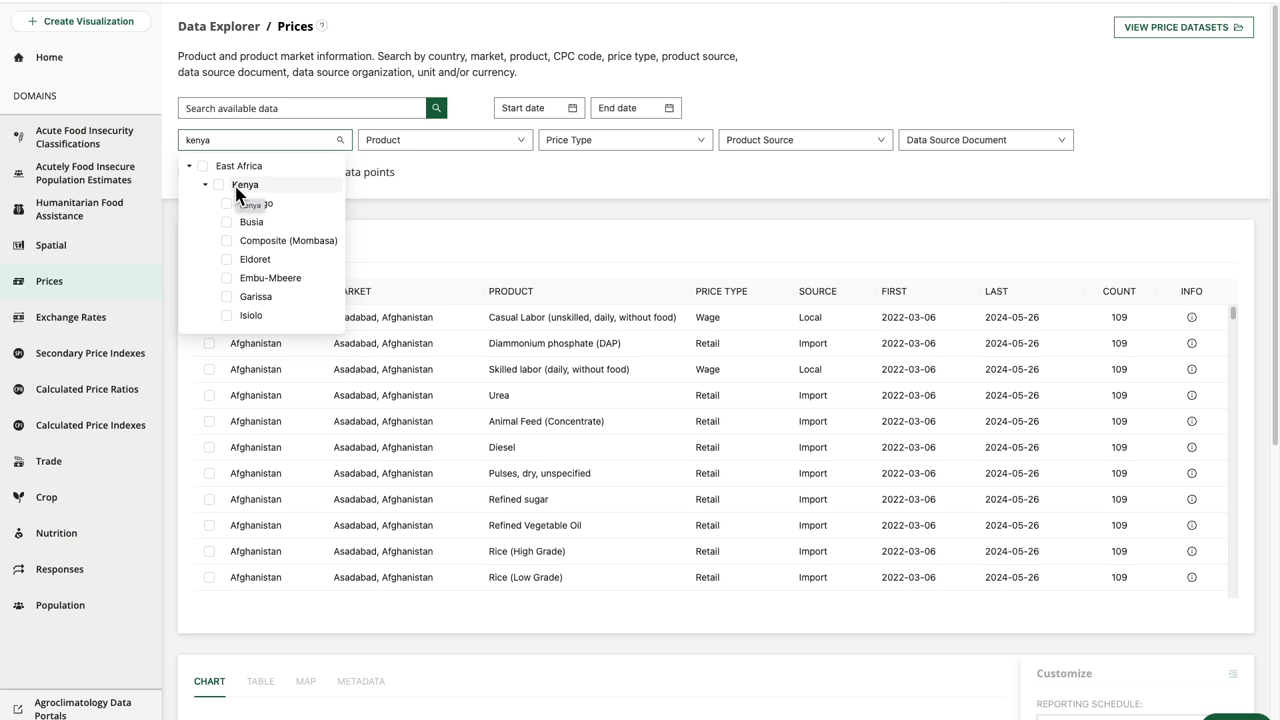 + Create Visualization
Home
DOMAINS
Acute Food Insecurity
Classifications
Acutely Food Insecure
Population Estimates
Humanitarian Food
Assistance
Spatial
Prices
Exchange Rates
Secondary Price Indexes
Calculated Price Ratios
Calculated Price Indexes
Trade
Crop
Nutrition
Responses
Population
Agroclimatology Data
Portals
Data Explorer / Prices ?
VIEW PRICE DATASETS
Product and product market information. Search by country, market, product, CPC code, price type, product source,
data source document, data source organization, unit and/or currency.
Search available data Start date End date
kenya Product Price Type Product Source Data Source Document
East Africa
Kenya
Busia
Composite (Mombasa)
Eldoret
Embu-Mbeere
Garissa
Isiolo
points
PRODUCT PRICE TYPE SOURCE FIRST LAST COUNT INFO
Afghanistan Casual Labor (unskilled, daily, without food) Wage Local 2022-03-06 2024-05-26 109
Afghanistan Asadabad, Afghanistan Diammonium phosphate (DAP) Retail Import 2022-03-06 2024-05-26 109
Afghanistan Asadabad, Afghanistan Skilled labor (daily, without food) Wage Local 2022-03-06 2024-05-26 109
Afghanistan Asadabad, Afghanistan Urea Retail Import 2022-03-06 2024-05-26 109
Afghanistan Asadabad, Afghanistan Animal Feed (Concentrate) Retail Import 2022-03-06 2024-05-26 109
Afghanistan Asadabad, Afghanistan Diesel Retail Import 2022-03-06 2024-05-26 109
Afghanistan Asadabad, Afghanistan Pulses, dry, unspecified Retail Import 2022-03-06 2024-05-26 109
Afghanistan Asadabad, Afghanistan Refined sugar Retail Import 2022-03-06 2024-05-26 109
Afghanistan Asadabad, Afghanistan Refined Vegetable Oil Retail Import 2022-03-06 2024-05-26 109
Afghanistan Asadabad, Afghanistan Rice (High Grade) Retail Import 2022-03-06 2024-05-26 109
Afghanistan Asadabad, Afghanistan Rice (Low Grade) Retail Import 2022-03-06 2024-05-26 109
CHART TABLE MAP METADATA
Customize
REPORTING SCHEDULE: